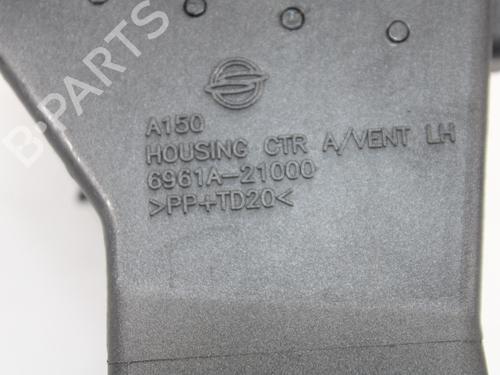 B·PARTS
A150
HOUSING CTR A/VENT LH
6961A-21000
>PP+TD20<